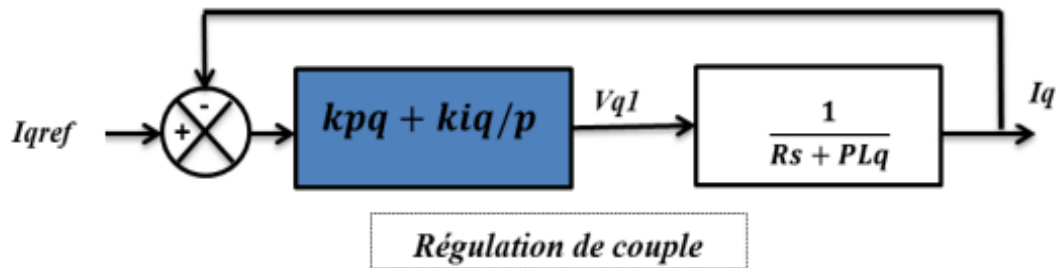 -
Iqref
+
kpq + kiq/p
Vq1
1
Rs + PLq
Iq
Régulation de couple